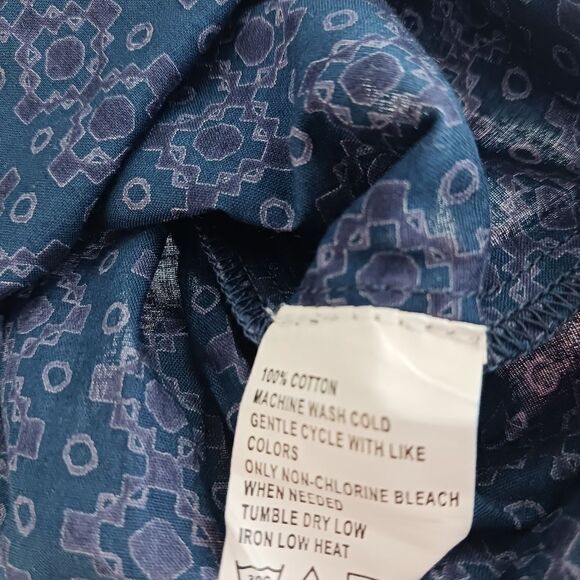 100% COTTON
MACHINE WASH COLD
GENTLE CYCLE WITH LIKE
COLORS
ONLY NON-CHLORINE BLEACH
WHEN NEEDED
TUMBLE DRY LOW
IRON LOW HEAT